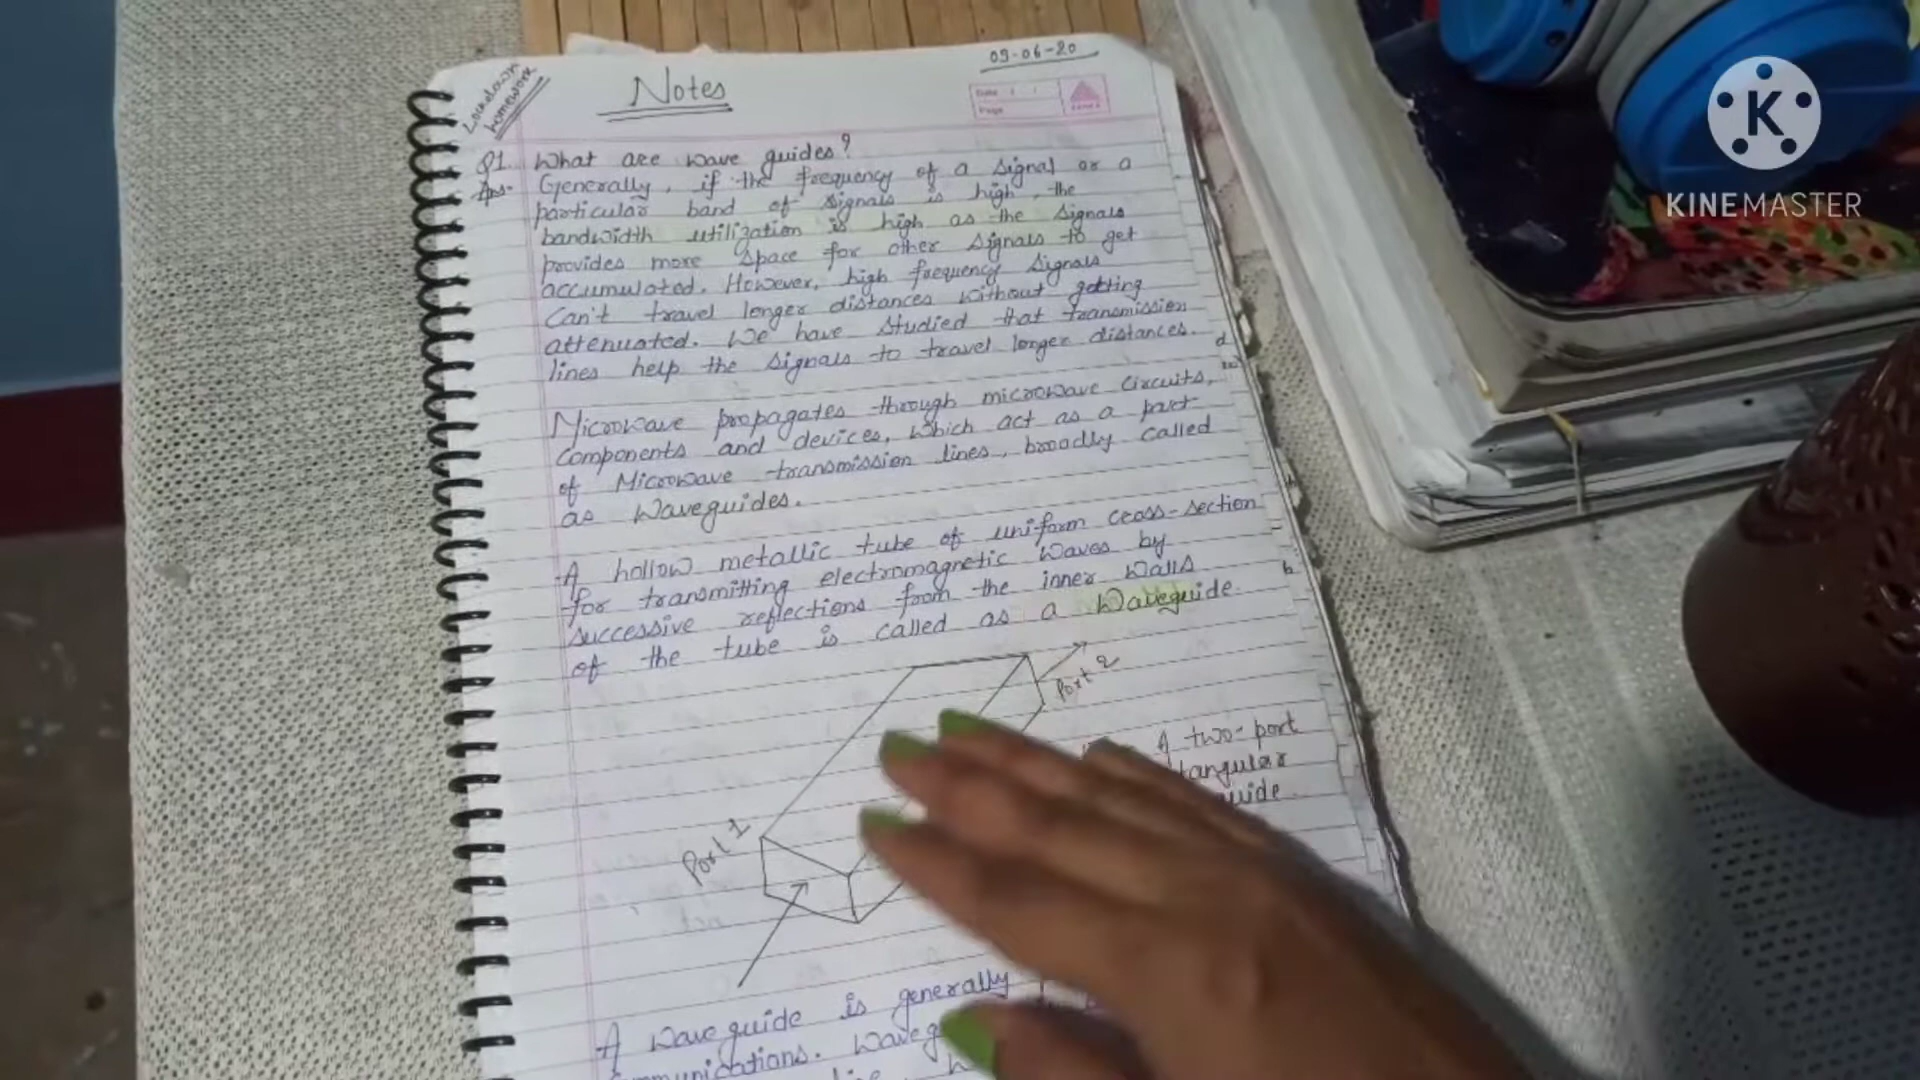 Lockdown
homework
Notes
09-06-20
Date
Page
Q1. What are wave guides?
Ans- Generally, if the frequency of a signal or a
particular band of signals is high, the
bandwidth utilization is high as the signals
provides more space for other signals to get
accumulated. However, high frequency signals
can't travel longer distances without getting
attenuated. We have studied that transmission
lines help the signals to travel longer distances.
Microwave propagates through microwave circuits,
components and devices, which act as a part
of Microwave transmission lines, broadly called
as Waveguides.
A hollow metallic tube of uniform cross-section
for transmitting electromagnetic waves by
successive reflections from the inner walls
of the tube is called as a Waveguide.
Port 2
A two-port
tangular
guide
Port 1
A wave guide is generally
mmunications. Waveg
K
KINEMASTER